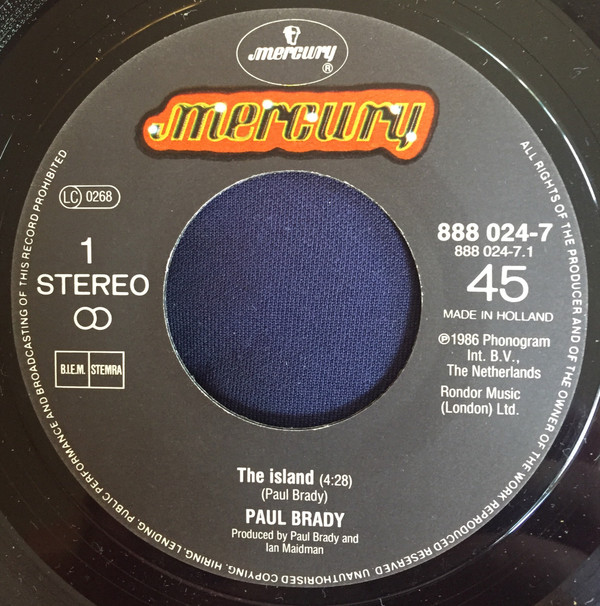 mercury
®
mercury
LC 0268
1
STEREO
B.I.E.M. STEMRA
888 024-7
888 024-7.1
45
MADE IN HOLLAND
℗1986 Phonogram
Int. B.V.,
The Netherlands
Rondor Music
(London) Ltd.
The island (4:28)
(Paul Brady)
PAUL BRADY
Produced by Paul Brady and
Ian Maidman
ALL RIGHTS OF THE PRODUCER AND OF THE OWNER OF THE WORK REPRODUCED RESERVED. UNAUTHORISED COPYING, HIRING, LENDING, PUBLIC PERFORMANCE AND BROADCASTING OF THIS RECORD PROHIBITED